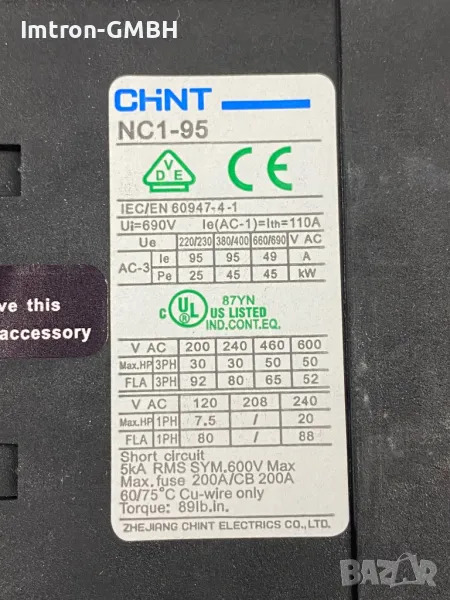 Imtron-GMBH
CHNT
NC1-95
VDE CE
IEC/EN 60947-4-1
Ui=690V Ie(AC-1)=Ith=110A
Ue 220/230 380/400 660/690 V AC
AC-3 Ie 95 95 49 A
Pe 25 45 45 kW
ve this
accessory
87YN
c UL US LISTED
IND.CONT.EQ.
V AC 200 240 460 600
Max.HP 3PH 30 30 50 50
FLA 3PH 92 80 65 52
V AC 120 208 240
Max.HP 1PH 7.5 / 20
FLA 1PH 80 / 88
Short circuit
5kA RMS SYM.600V Max
Max.fuse 200A/CB 200A
60/75°C Cu-wire only
Torque: 89lb.in.
ZHEJIANG CHINT ELECTRICS CO.,LTD.
BAZAR